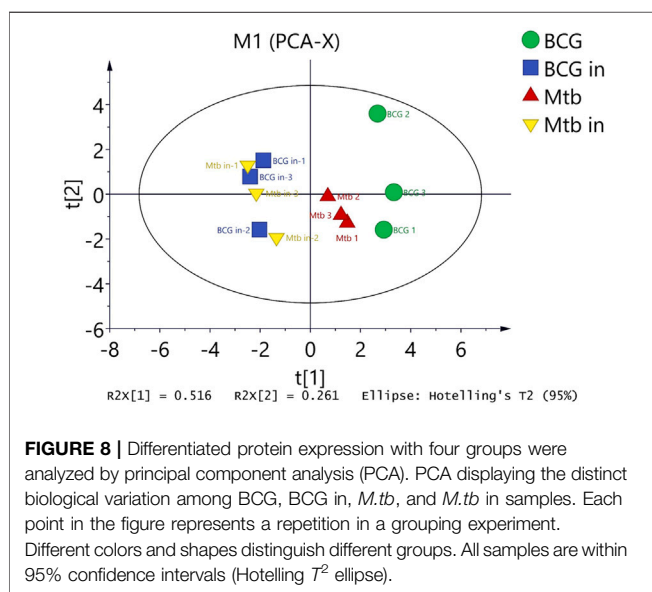 M1 (PCA-X)
BCG
BCG in
Mtb
Mtb in
4
2
0
-2
-4
-6
t[2]
BCG 2
BCG in-1
Mtb in-1
BCG in-3
Mtb in-3
Mtb 2
BCG 3
Mtb 3
BCG in-2
Mtb in-2
Mtb 1
BCG 1
-8 -6 -4 -2 0 2 4 6
t[1]
R2X[1] = 0.516 R2X[2] = 0.261 Ellipse: Hotelling's T2 (95%)
FIGURE 8 | Differentiated protein expression with four groups were
analyzed by principal component analysis (PCA). PCA displaying the distinct
biological variation among BCG, BCG in, M.tb, and M.tb in samples. Each
point in the figure represents a repetition in a grouping experiment.
Different colors and shapes distinguish different groups. All samples are within
95% confidence intervals (Hotelling T² ellipse).